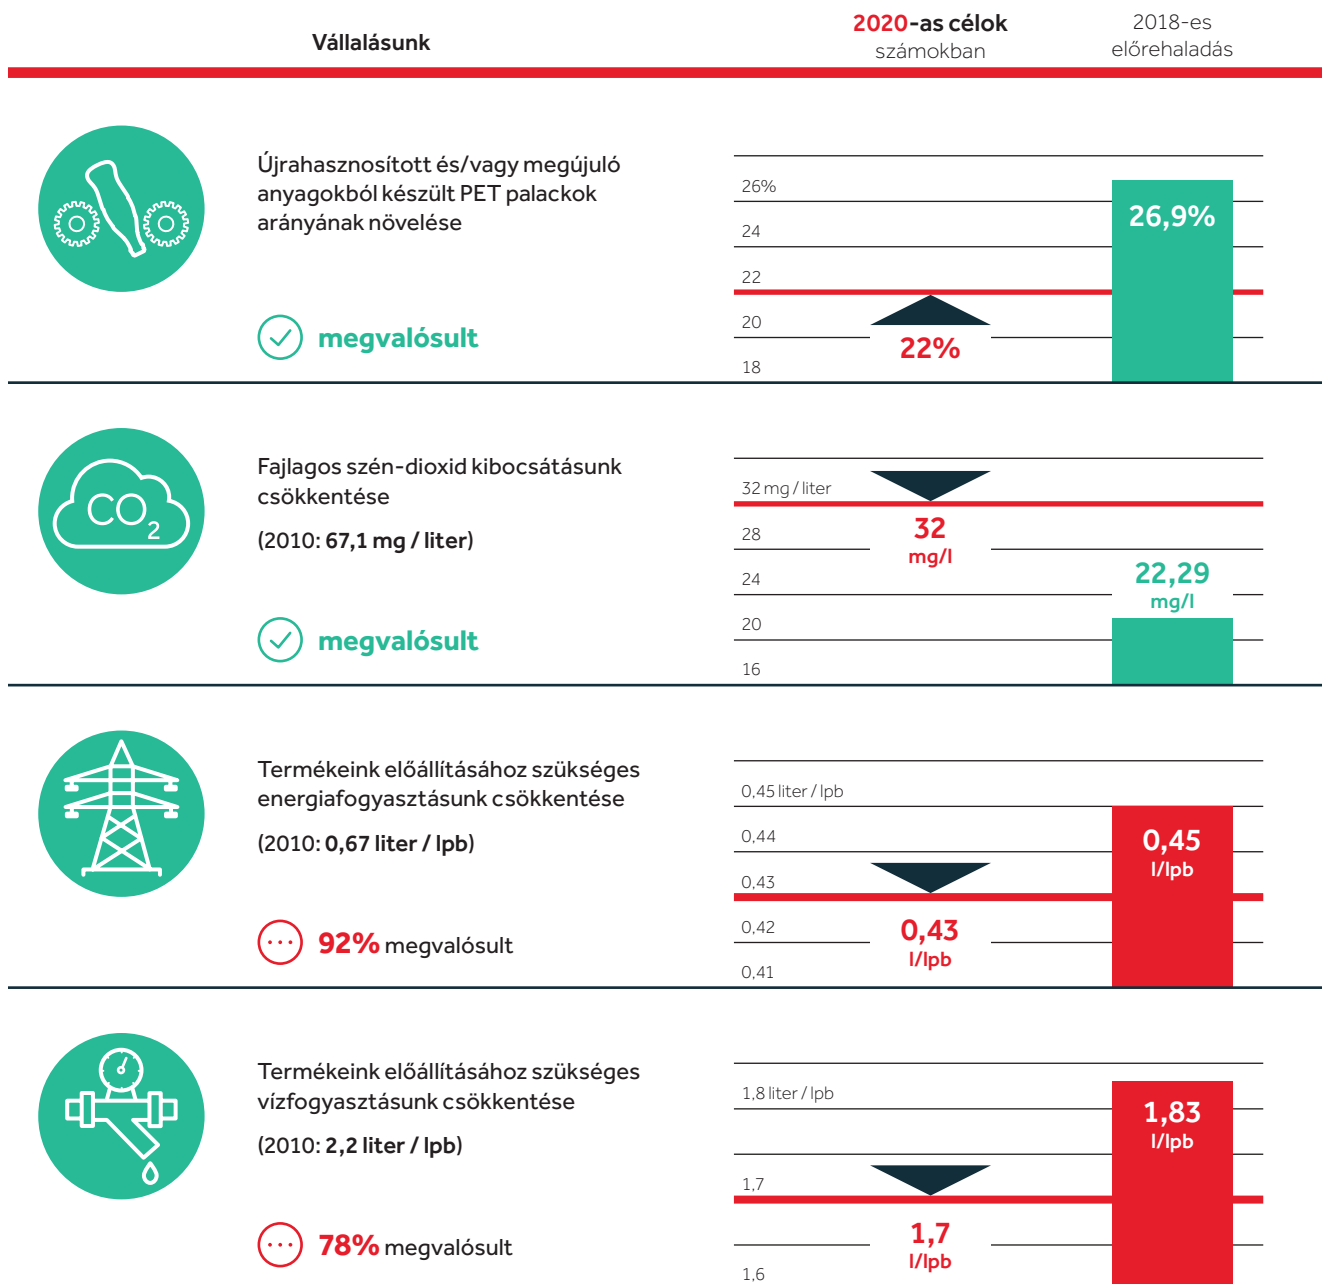 Vállalásunk
2020-as célok
számokban
2018-es
előrehaladás
Újrahasznosított és/vagy megújuló
anyagokból készült PET palackok
arányának növelése
megvalósult
26%
24
22
20
18
22%
26,9%
CO2
Fajlagos szén-dioxid kibocsátásunk
csökkentése
(2010: 67,1 mg / liter)
megvalósult
32 mg / liter
28
24
20
16
32
mg/l
22,29
mg/l
Termékeink előállításához szükséges
energiafogyasztásunk csökkentése
(2010: 0,67 liter / lpb)
92% megvalósult
0,45 liter / lpb
0,44
0,43
0,42
0,41
0,43
l/lpb
0,45
l/lpb
Termékeink előállításához szükséges
vízfogyasztásunk csökkentése
(2010: 2,2 liter / lpb)
78% megvalósult
1,8 liter / lpb
1,7
1,6
1,7
l/lpb
1,83
l/lpb